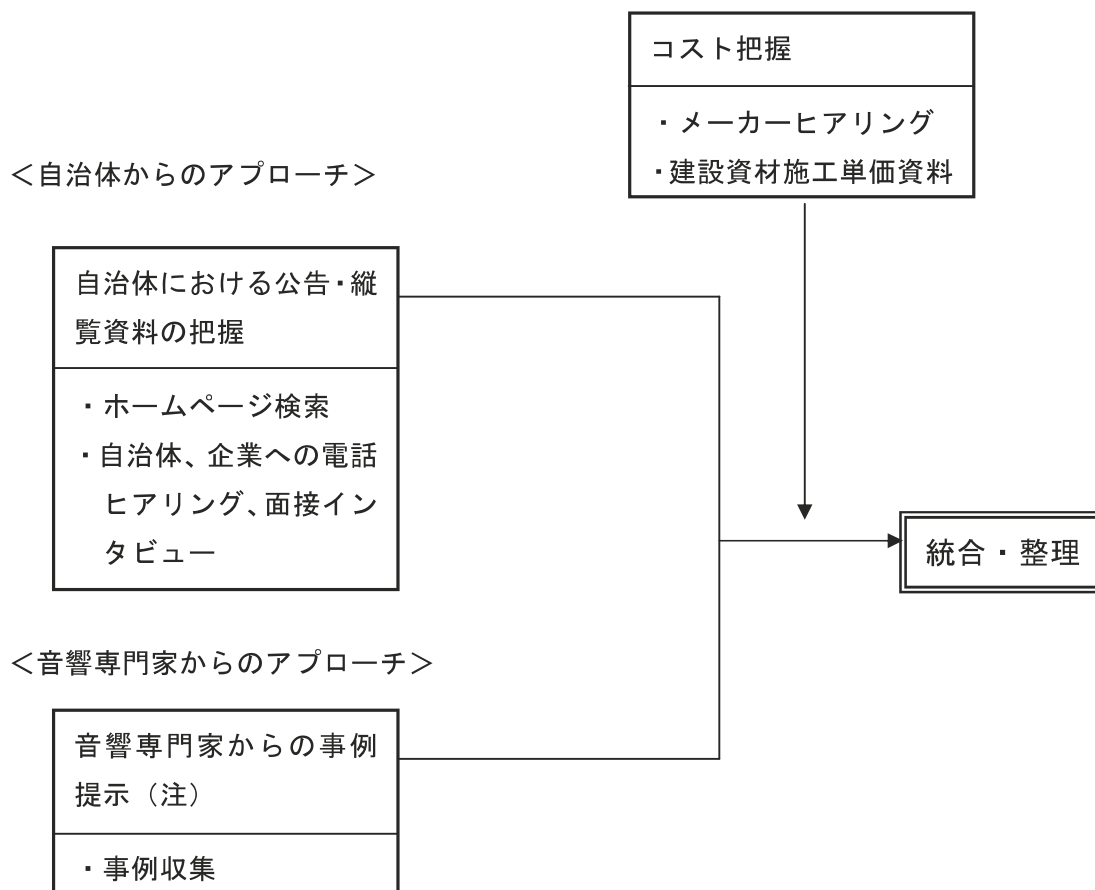 コスト把握
・メーカーヒアリング
・建設資材施工単価資料
＜自治体からのアプローチ＞
自治体における公告・縦
覧資料の把握
・ホームページ検索
・自治体、企業への電話
ヒアリング、面接イン
タビュー
統合・整理
＜音響専門家からのアプローチ＞
音響専門家からの事例
提示（注）
・事例収集